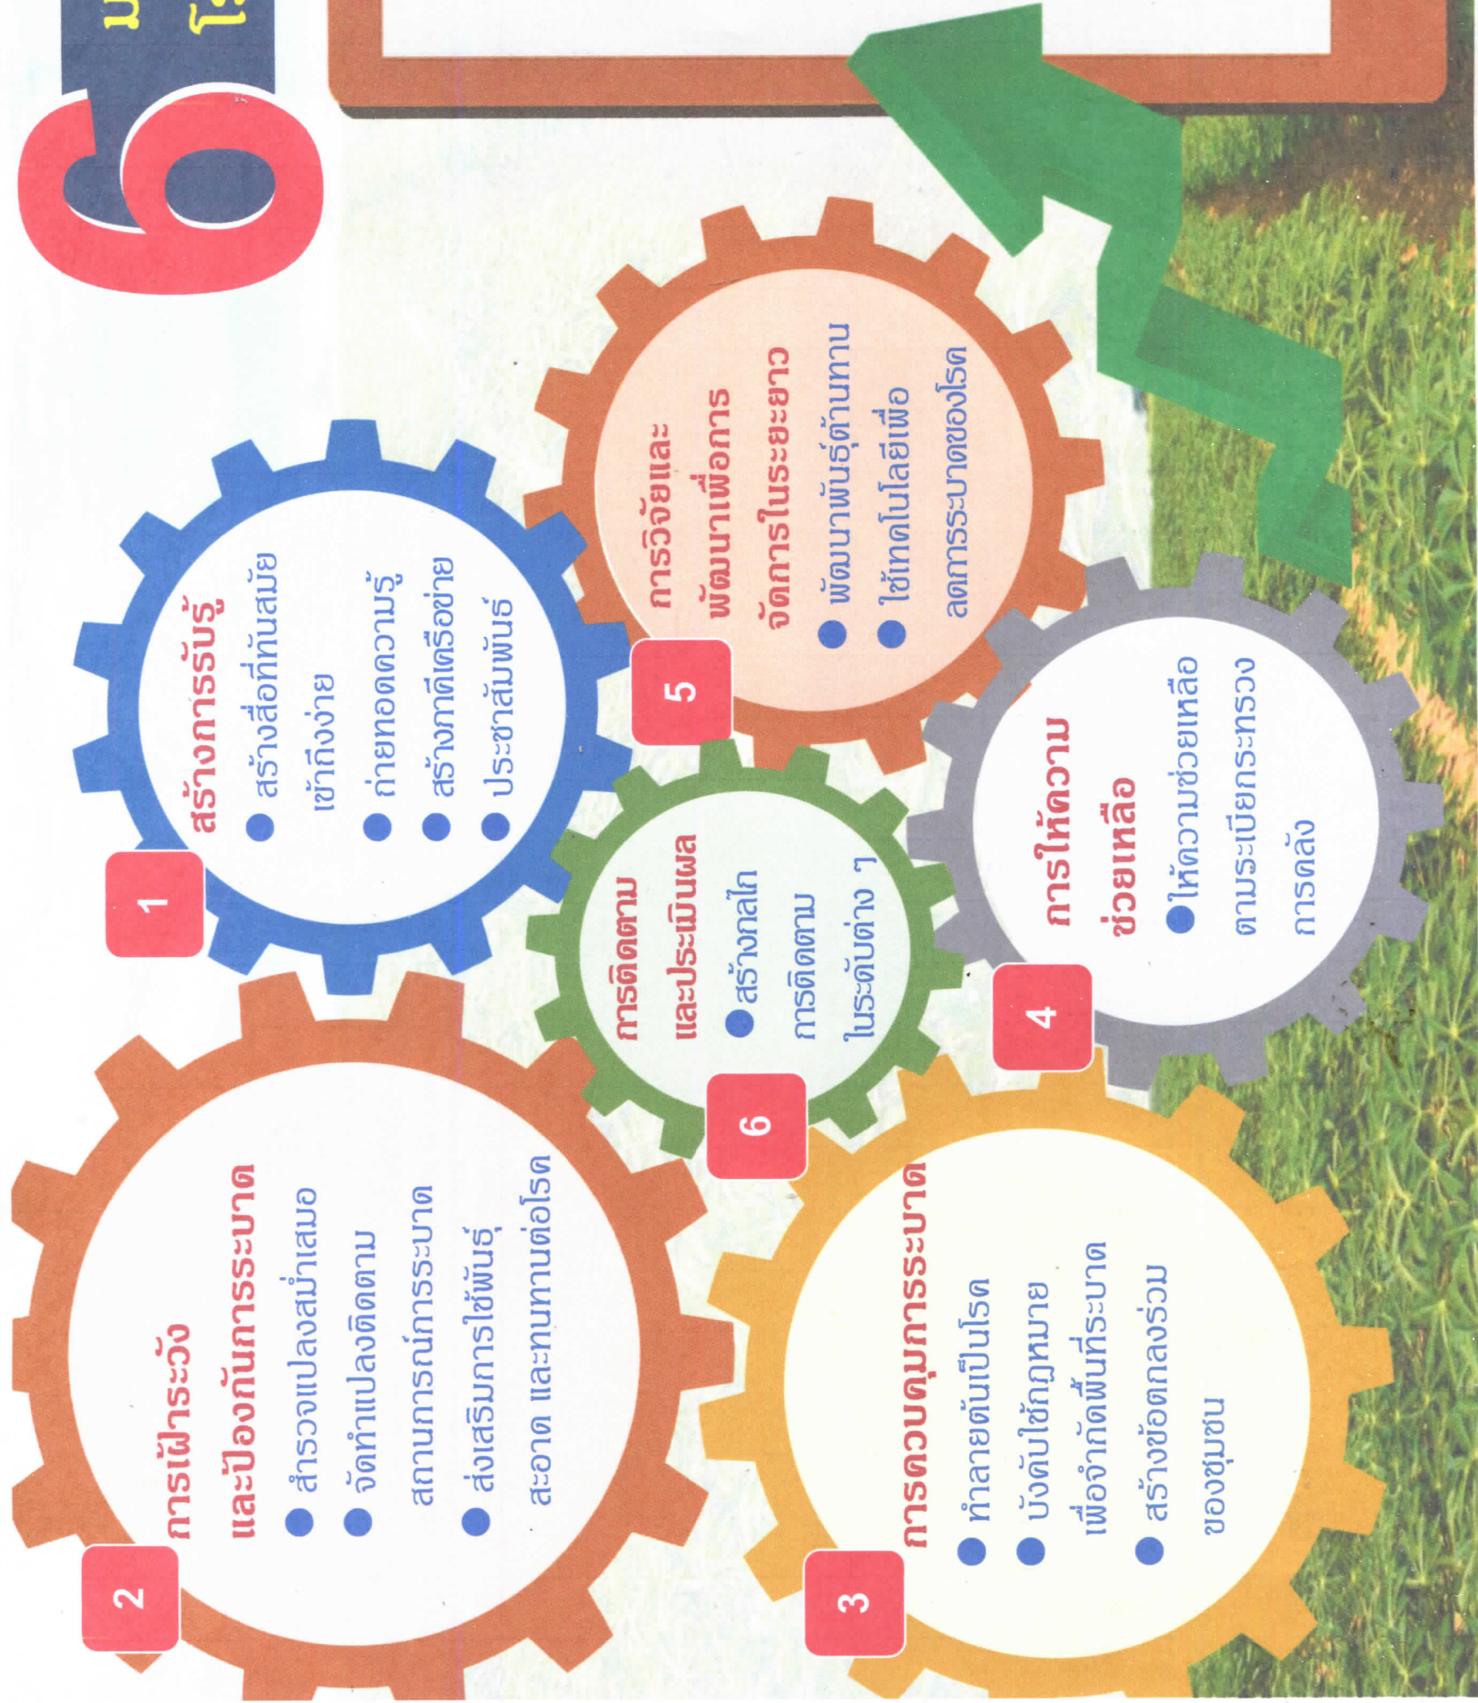 6
1
สร้างการรับรู้
● สร้างสื่อที่ทันสมัย
เข้าถึงง่าย
● ถ่ายทอดความรู้
● สร้างภาคีเครือข่าย
● ประชาสัมพันธ์
2
การเฝ้าระวัง
และป้องกันการระบาด
● สำรวจแปลงสม่ำเสมอ
● จัดทำแปลงติดตาม
สถานการณ์การระบาด
● ส่งเสริมการใช้พันธุ์
สะอาด และทนทานต่อโรค
3
การควบคุมการระบาด
● ทำลายต้นเป็นโรค
● บังคับใช้กฎหมาย
เพื่อจำกัดพื้นที่ระบาด
● สร้างข้อตกลงร่วม
ของชุมชน
4
การให้ความ
ช่วยเหลือ
● ให้ความช่วยเหลือ
ตามระเบียกระทรวง
การคลัง
5
การวิจัยและ
พัฒนาเพื่อการ
จัดการในระยะยาว
● พัฒนาพันธุ์ต้านทาน
● ใช้เทคโนโลยีเพื่อ
ลดการระบาดของโรค
6
การติดตาม
และประเมินผล
● สร้างกลไก
การติดตาม
ในระดับต่าง ๆ